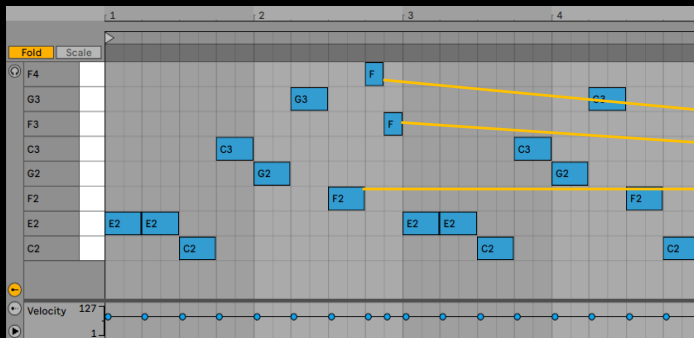 1 2 3 4
Fold Scale
F4 F
G3 G3 G3
F3 F
C3 C3 C3
G2 G2 G2
F2 F2 F2
E2 E2 E2 E2 E2
C2 C2 C2 C2
Velocity 127
1